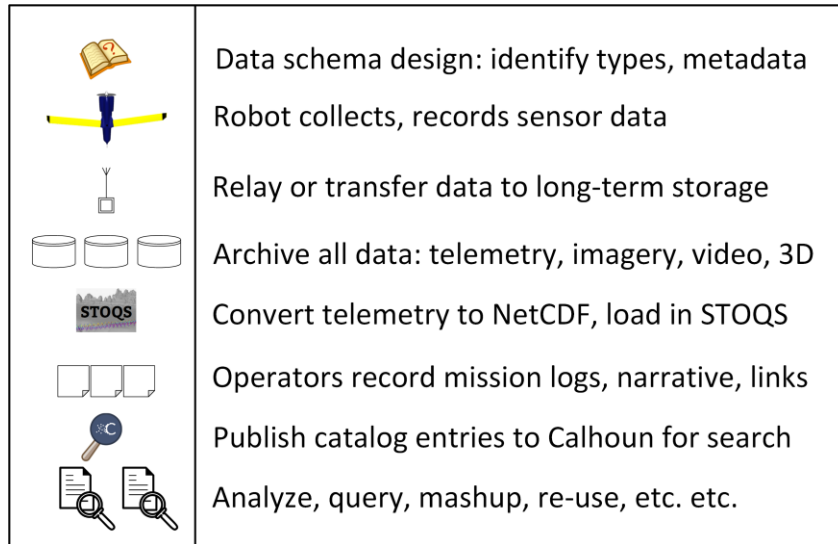 ?
Data schema design: identify types, metadata
Robot collects, records sensor data
Relay or transfer data to long-term storage
Archive all data: telemetry, imagery, video, 3D
STOQS
Convert telemetry to NetCDF, load in STOQS
Operators record mission logs, narrative, links
C
Publish catalog entries to Calhoun for search
Analyze, query, mashup, re-use, etc. etc.